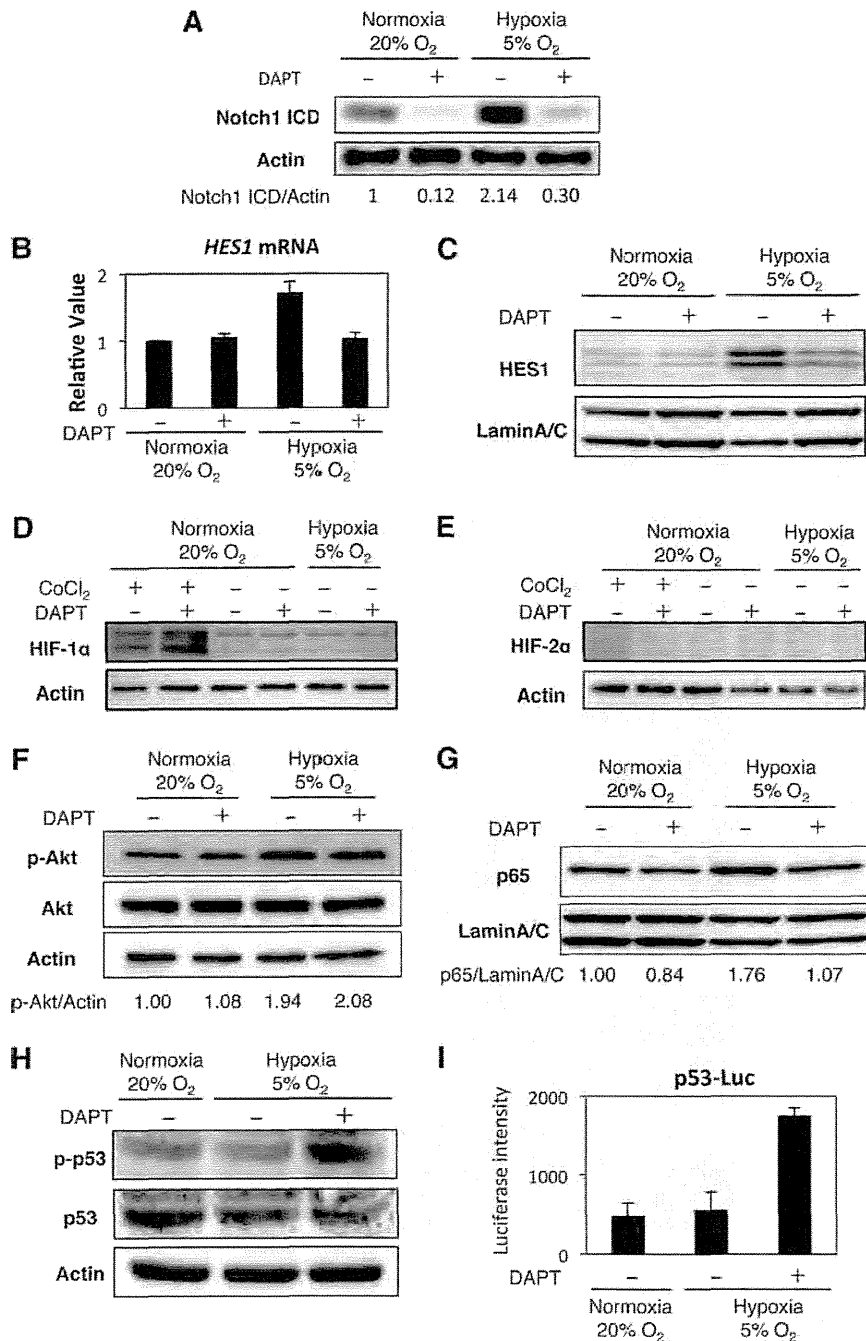 A
Normoxia Hypoxia
20% O2 5% O2
DAPT − + − +
Notch1 ICD
Actin
Notch1 ICD/Actin 1 0.12 2.14 0.30
B
HES1 mRNA
Relative Value
2
1
0
DAPT − + − +
Normoxia Hypoxia
20% O2 5% O2
C
Normoxia Hypoxia
20% O2 5% O2
DAPT − + − +
HES1
LaminA/C
D
Normoxia Hypoxia
20% O2 5% O2
CoCl2 + + − − − −
DAPT − + − + − +
HIF-1α
Actin
E
Normoxia Hypoxia
20% O2 5% O2
CoCl2 + + − − − −
DAPT − + − + − +
HIF-2α
Actin
F
Normoxia Hypoxia
20% O2 5% O2
DAPT − + − +
p-Akt
Akt
Actin
p-Akt/Actin 1.00 1.08 1.94 2.08
G
Normoxia Hypoxia
20% O2 5% O2
DAPT − + − +
p65
LaminA/C
p65/LaminA/C 1.00 0.84 1.76 1.07
H
Normoxia Hypoxia
20% O2 5% O2
DAPT − − +
p-p53
p53
Actin
I
p53-Luc
Luciferase intensity
2000
1000
0
DAPT − − +
Normoxia Hypoxia
20% O2 5% O2